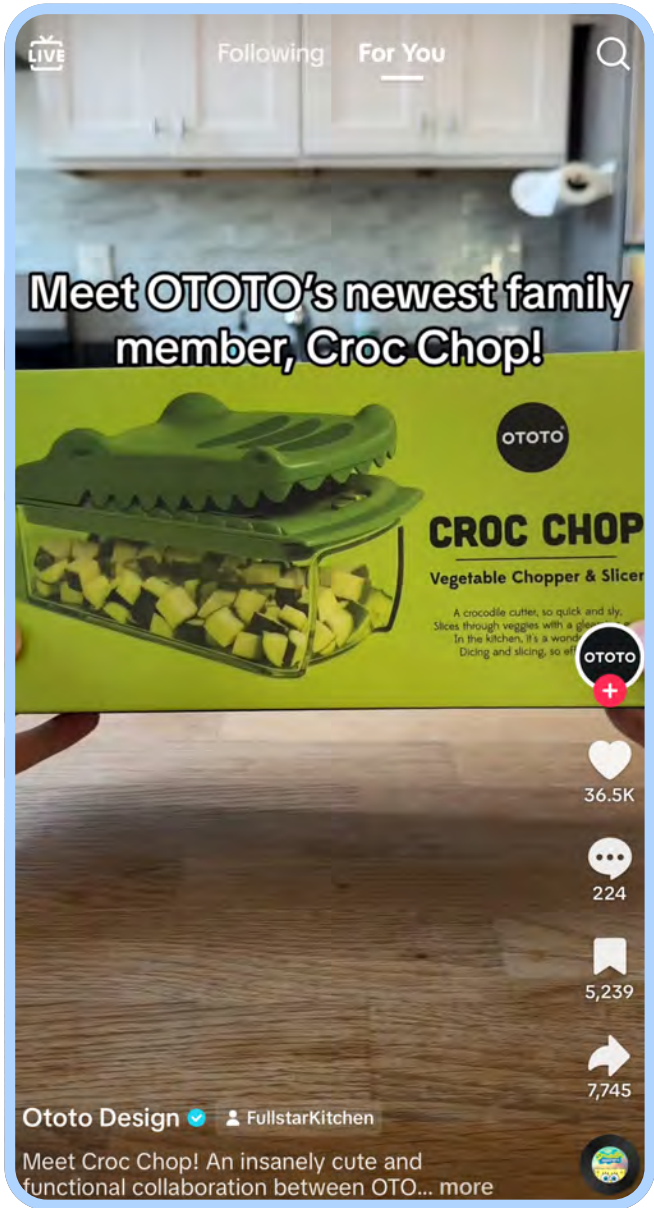 LIVE
Following For You
Meet OTOTO's newest family
member, Croc Chop!
OTOTO
CROC CHOP
Vegetable Chopper & Slicer
A crocodile cutter, so quick and sly,
Slices through veggies with a
In the kitchen, it's a
Dicing and slicing, so
OTOTO
36.5K
224
5,239
7,745
Ototo Design FullstarKitchen
Meet Croc Chop! An insanely cute and
functional collaboration between OTO... more